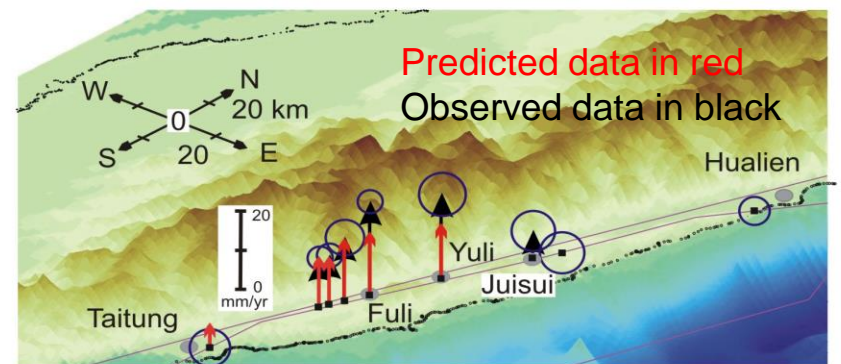 Predicted data in red
Observed data in black
W
N
0
20 km
S
20
E
Hualien
20
0
mm/yr
Yuli
Juisui
Fuli
Taitung